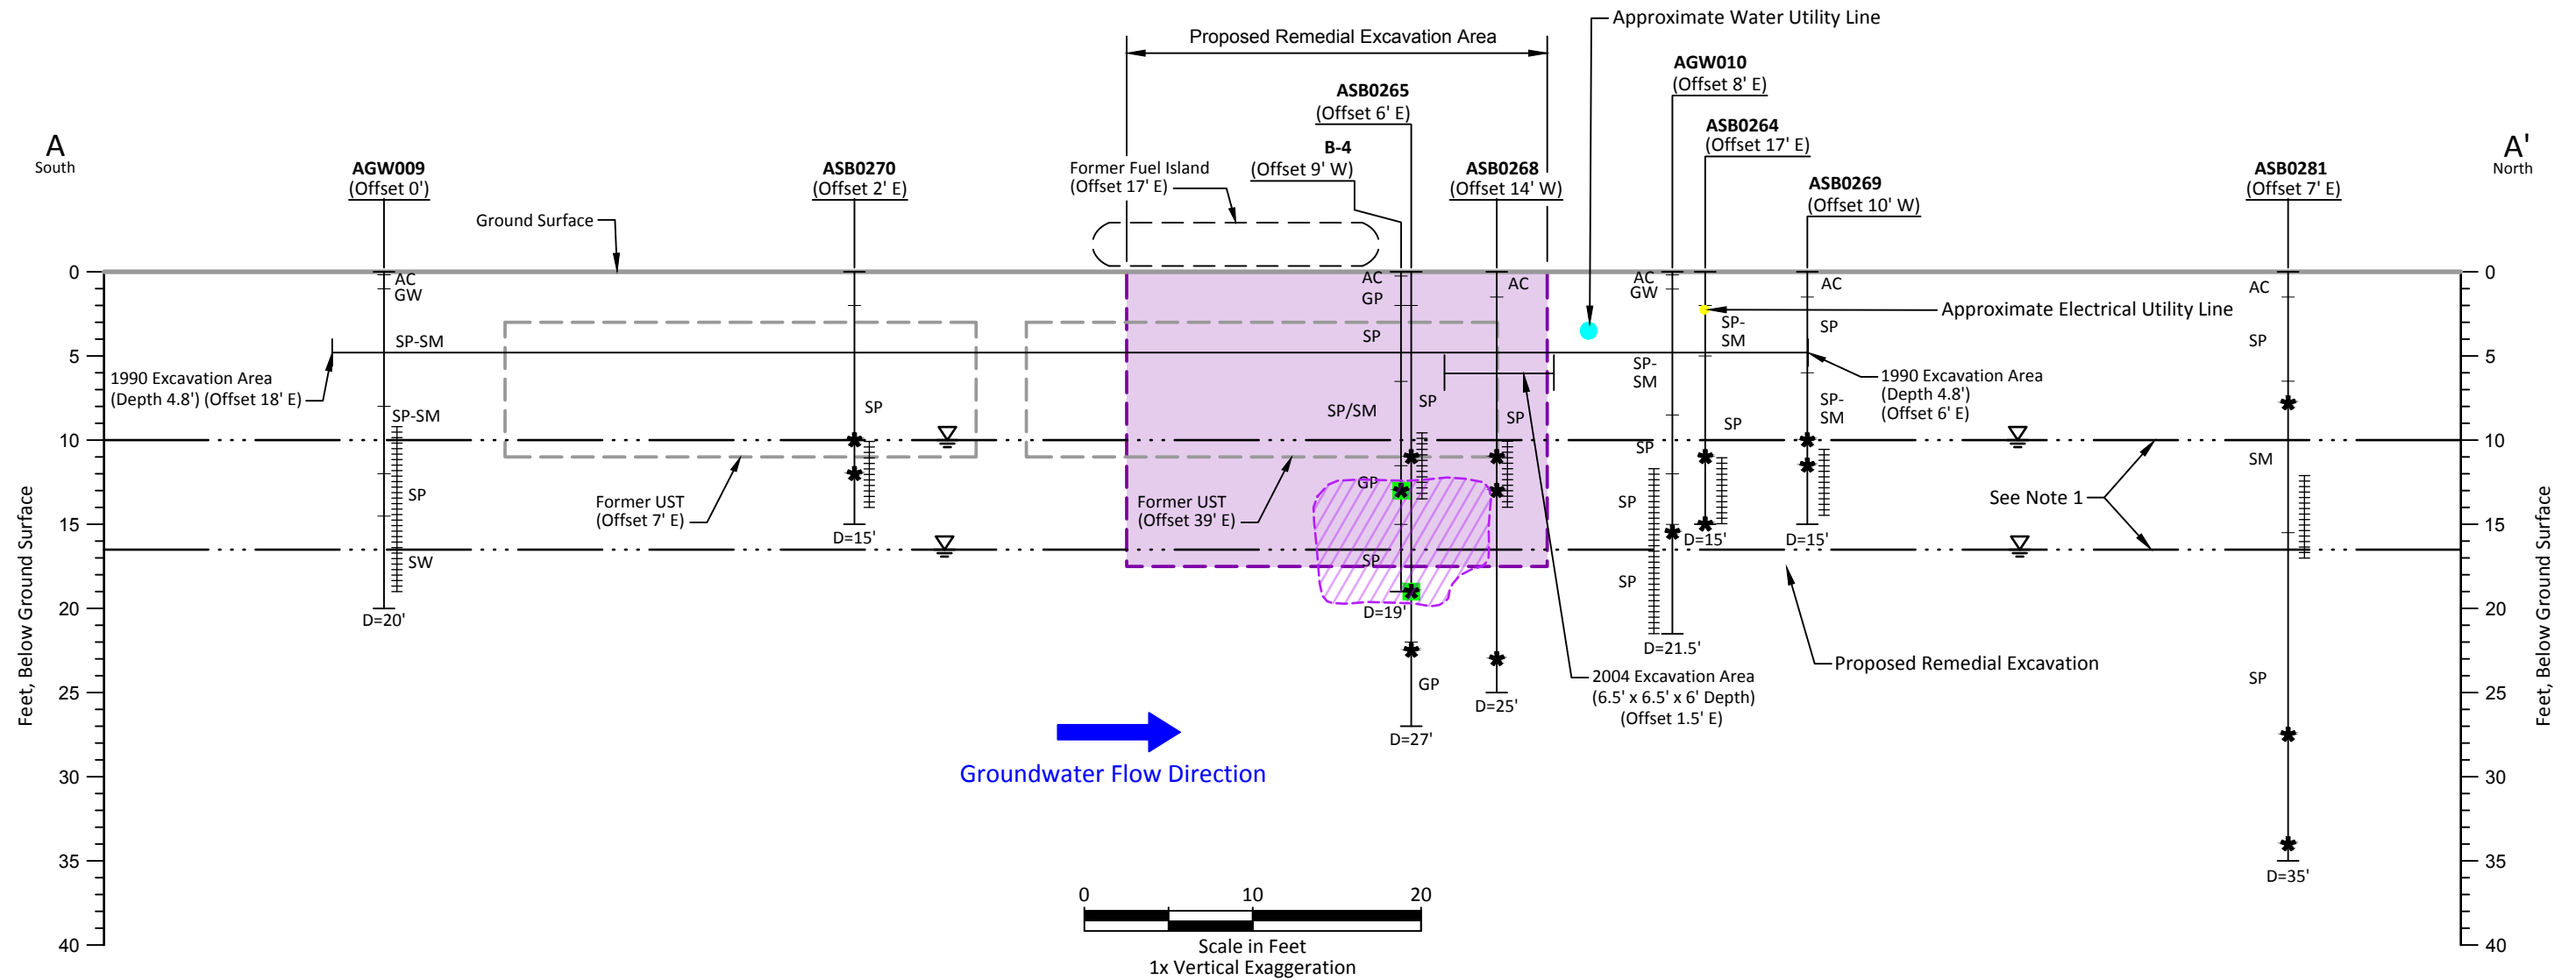 Approximate Water Utility Line
Proposed Remedial Excavation Area
AGW010
(Offset 8' E)
ASB0265
(Offset 6' E)
ASB0264
(Offset 17' E)
A
South
A'
North
AGW009
(Offset 0')
ASB0270
(Offset 2' E)
Former Fuel Island
(Offset 17' E)
B-4
(Offset 9' W)
ASB0268
(Offset 14' W)
ASB0269
(Offset 10' W)
ASB0281
(Offset 7' E)
Ground Surface
0
5
10
15
20
25
30
35
40
Feet, Below Ground Surface
AC
GW
SP-SM
SP-SM
SP
SW
D=20'
1990 Excavation Area
(Depth 4.8') (Offset 18' E)
SP
D=15'
Former UST
(Offset 7' E)
Former UST
(Offset 39' E)
AC
GP
SP
SP/SM
GP
SP
D=19'
SP
GP
D=27'
AC
SP
D=25'
2004 Excavation Area
(6.5' x 6.5' x 6' Depth)
(Offset 1.5' E)
AC
GW
SP-
SM
SP
SP
SP
D=21.5'
SP-
SM
SP
D=15'
AC
SP
SP-
SM
D=15'
Approximate Electrical Utility Line
1990 Excavation Area
(Depth 4.8')
(Offset 6' E)
See Note 1
Proposed Remedial Excavation
AC
SP
SM
SP
D=35'
0
5
10
15
20
25
30
35
40
Feet, Below Ground Surface
Groundwater Flow Direction
0 10 20
Scale in Feet
1x Vertical Exaggeration